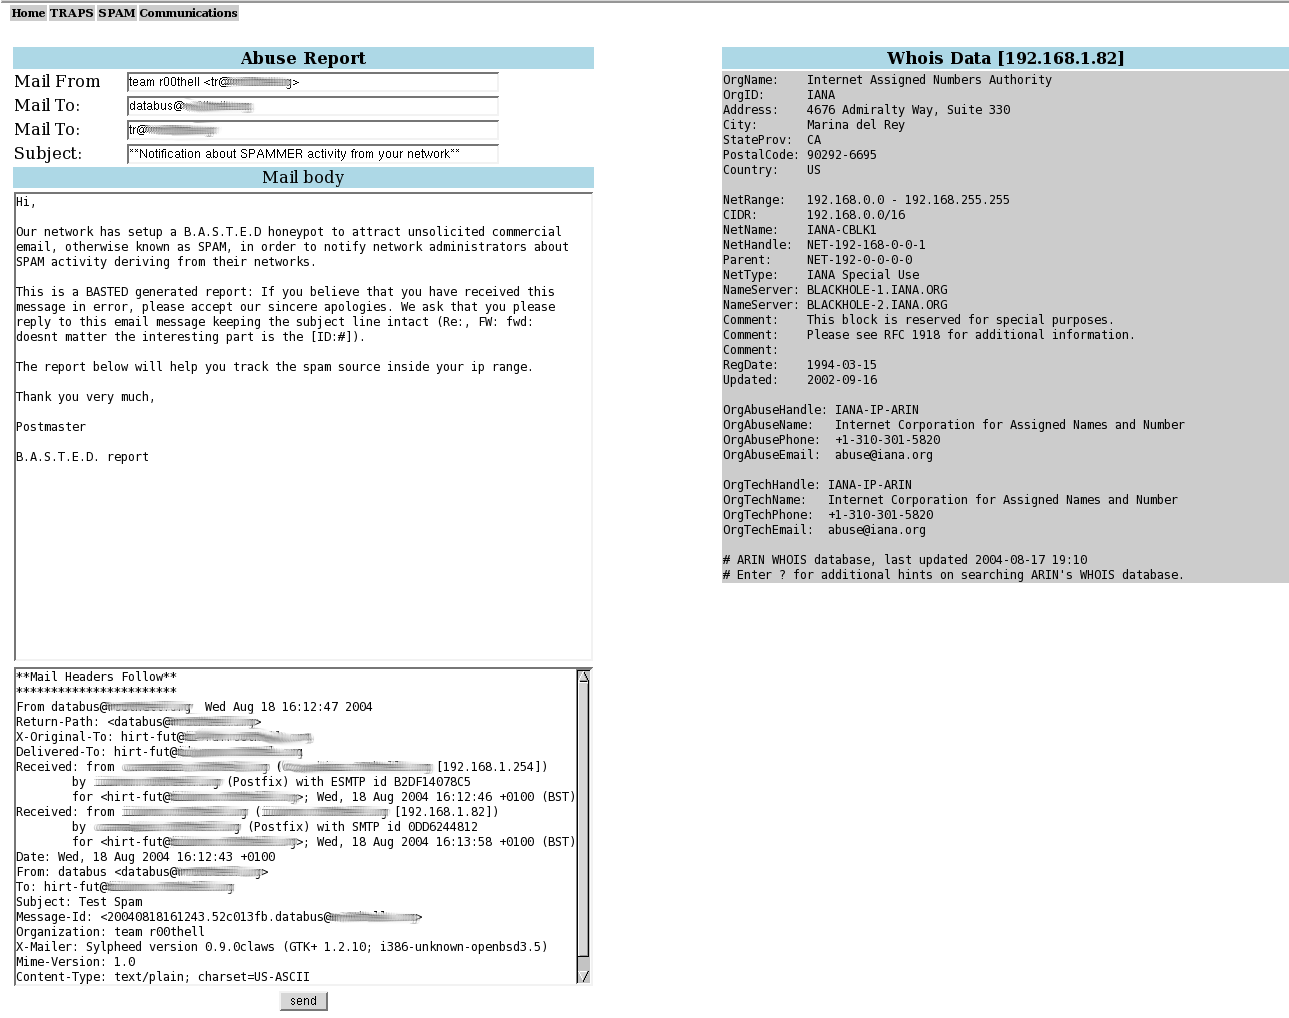 Home TRAPS SPAM Communications
Abuse Report
Mail From team r00thell <tr@ g>
Mail To: databus@
Mail To: tr@
Subject: **Notification about SPAMMER activity from your network**
Mail body
Hi,
Our network has setup a B.A.S.T.E.D honeypot to attract unsolicited commercial
email, otherwise known as SPAM, in order to notify network administrators about
SPAM activity deriving from their networks.
This is a BASTED generated report: If you believe that you have received this
message in error, please accept our sincere apologies. We ask that you please
reply to this email message keeping the subject line intact (Re:, FW: fwd:
doesnt matter the interesting part is the [ID:#]).
The report below will help you track the spam source inside your ip range.
Thank you very much,
Postmaster
B.A.S.T.E.D. report
**Mail Headers Follow**
***********************
From databus@ Wed Aug 18 16:12:47 2004
Return-Path: <databus@ >
X-Original-To: hirt-fut@
Delivered-To: hirt-fut@
Received: from ( [192.168.1.254])
by (Postfix) with ESMTP id B2DF14078C5
for <hirt-fut@ >; Wed, 18 Aug 2004 16:12:46 +0100 (BST)
Received: from ( [192.168.1.82])
by (Postfix) with SMTP id 0DD6244812
for <hirt-fut@ >; Wed, 18 Aug 2004 16:13:58 +0100 (BST)
Date: Wed, 18 Aug 2004 16:12:43 +0100
From: databus <databus@ >
To: hirt-fut@
Subject: Test Spam
Message-Id: <20040818161243.52c013fb.databus@ >
Organization: team r00thell
X-Mailer: Sylpheed version 0.9.0claws (GTK+ 1.2.10; i386-unknown-openbsd3.5)
Mime-Version: 1.0
Content-Type: text/plain; charset=US-ASCII
send
Whois Data [192.168.1.82]
OrgName: Internet Assigned Numbers Authority
OrgID: IANA
Address: 4676 Admiralty Way, Suite 330
City: Marina del Rey
StateProv: CA
PostalCode: 90292-6695
Country: US
NetRange: 192.168.0.0 - 192.168.255.255
CIDR: 192.168.0.0/16
NetName: IANA-CBLK1
NetHandle: NET-192-168-0-0-1
Parent: NET-192-0-0-0-0
NetType: IANA Special Use
NameServer: BLACKHOLE-1.IANA.ORG
NameServer: BLACKHOLE-2.IANA.ORG
Comment: This block is reserved for special purposes.
Comment: Please see RFC 1918 for additional information.
Comment:
RegDate: 1994-03-15
Updated: 2002-09-16
OrgAbuseHandle: IANA-IP-ARIN
OrgAbuseName: Internet Corporation for Assigned Names and Number
OrgAbusePhone: +1-310-301-5820
OrgAbuseEmail: abuse@iana.org
OrgTechHandle: IANA-IP-ARIN
OrgTechName: Internet Corporation for Assigned Names and Number
OrgTechPhone: +1-310-301-5820
OrgTechEmail: abuse@iana.org
# ARIN WHOIS database, last updated 2004-08-17 19:10
# Enter ? for additional hints on searching ARIN's WHOIS database.